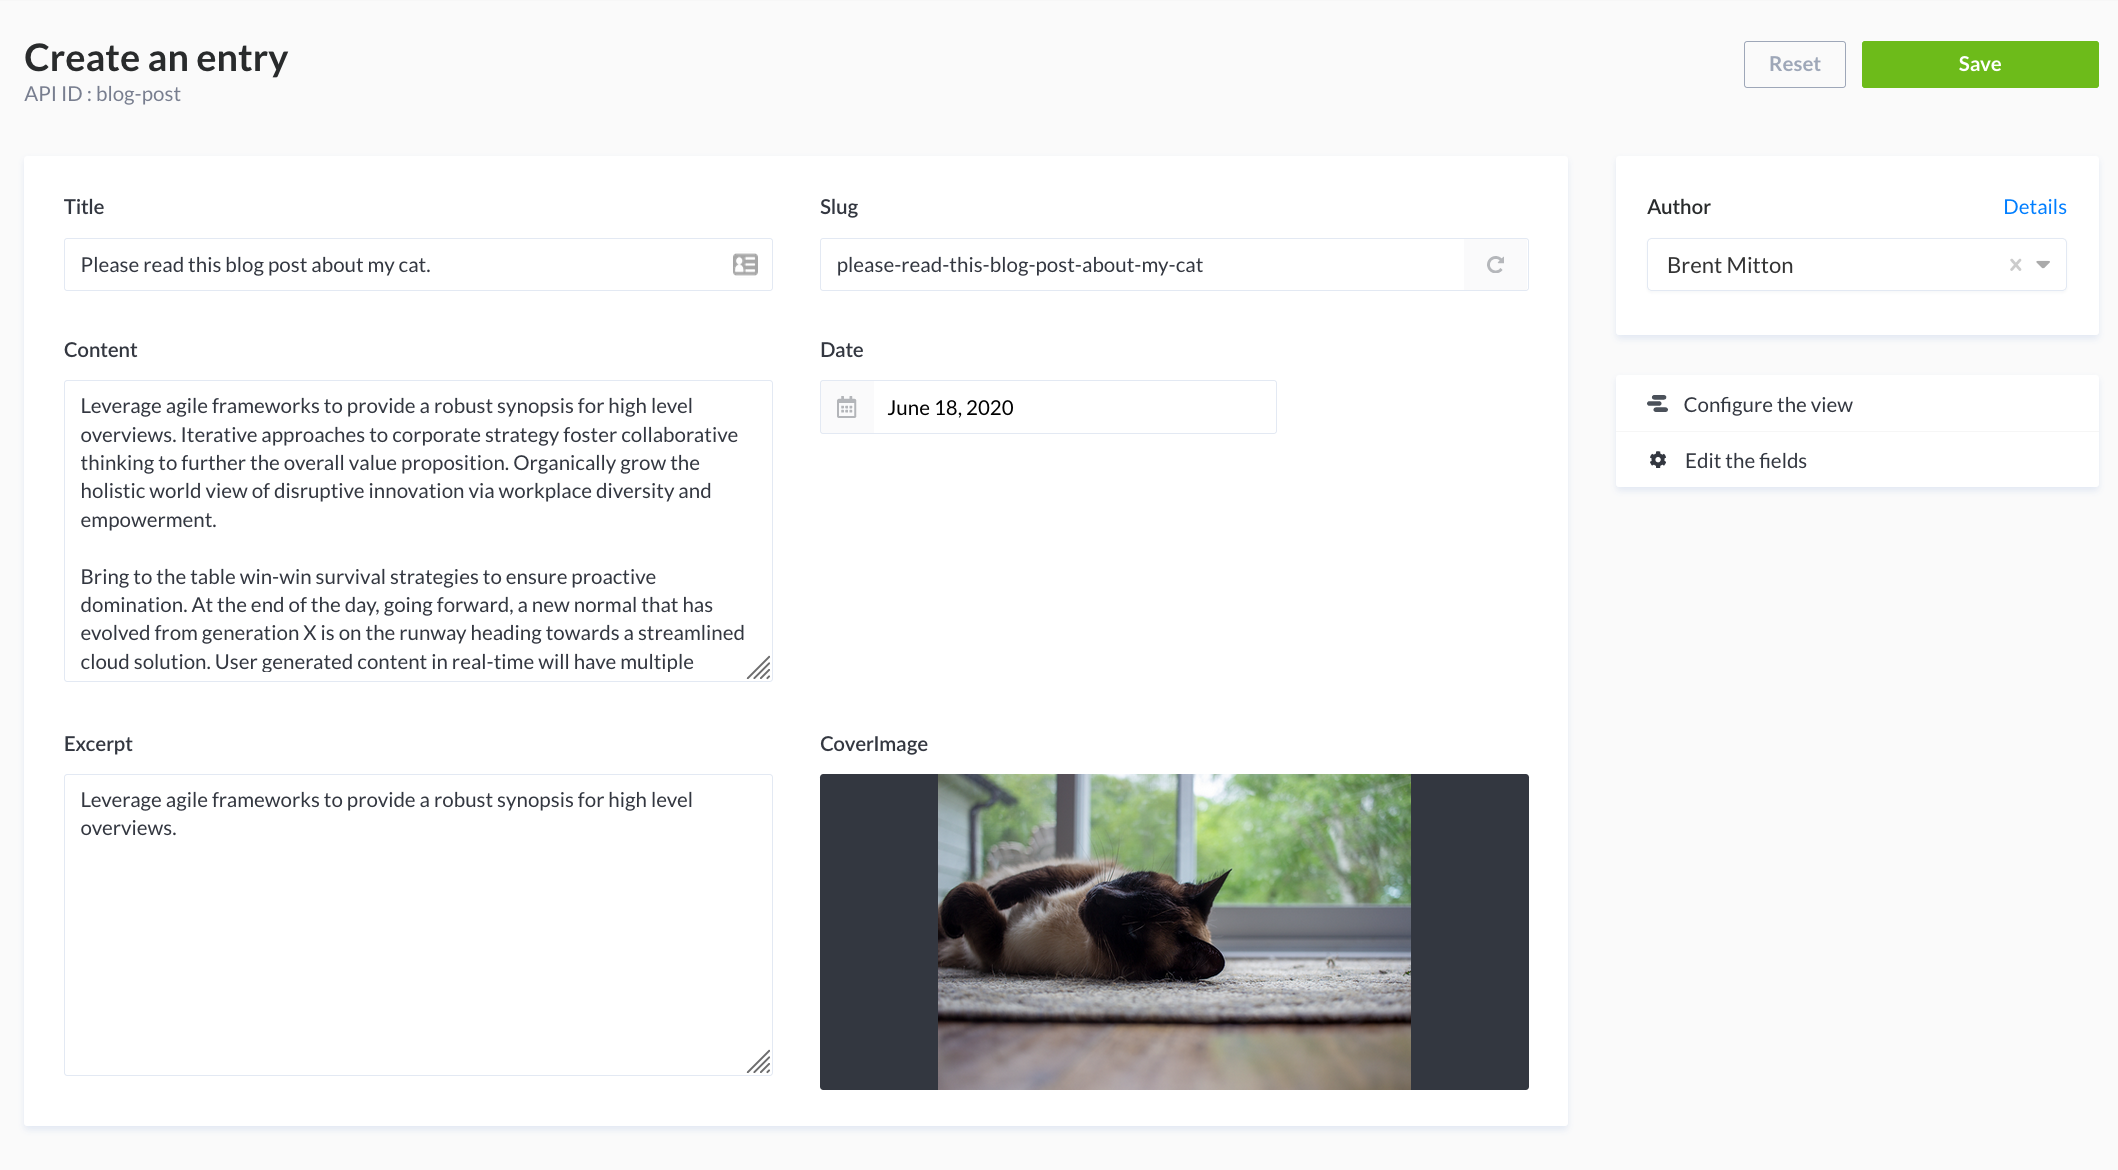 Create an entry
API ID : blog-post
Reset
Save
Title
Please read this blog post about my cat.
Slug
please-read-this-blog-post-about-my-cat
Author
Details
Brent Mitton
Content
Leverage agile frameworks to provide a robust synopsis for high level
overviews. Iterative approaches to corporate strategy foster collaborative
thinking to further the overall value proposition. Organically grow the
holistic world view of disruptive innovation via workplace diversity and
empowerment.
Bring to the table win-win survival strategies to ensure proactive
domination. At the end of the day, going forward, a new normal that has
evolved from generation X is on the runway heading towards a streamlined
cloud solution. User generated content in real-time will have multiple
Date
June 18, 2020
Configure the view
Edit the fields
Excerpt
Leverage agile frameworks to provide a robust synopsis for high level
overviews.
CoverImage